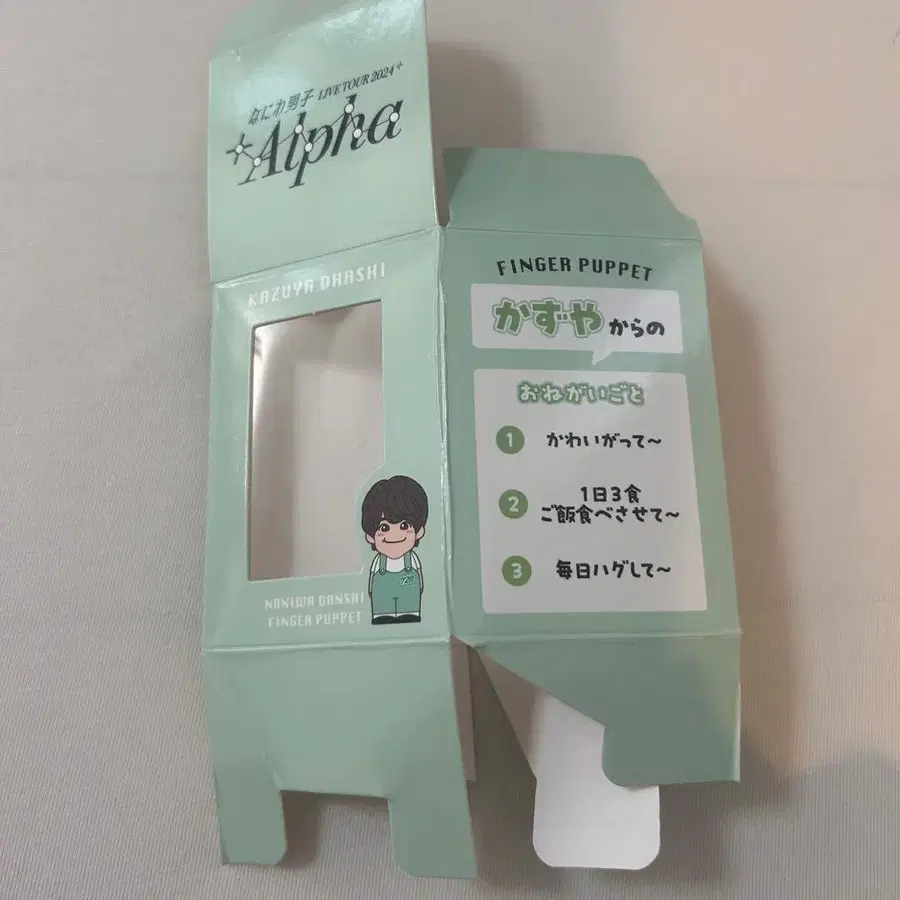 なにわ男子 LIVE TOUR 2024
Alpha
KAZUYA OHASHI
NANIWA DANSHI
FINGER PUPPET
728
FINGER PUPPET
かずやからの
おねがいごと
1 かわいがって〜
2 1日3食
ご飯食べさせて〜
3 毎日ハグして〜